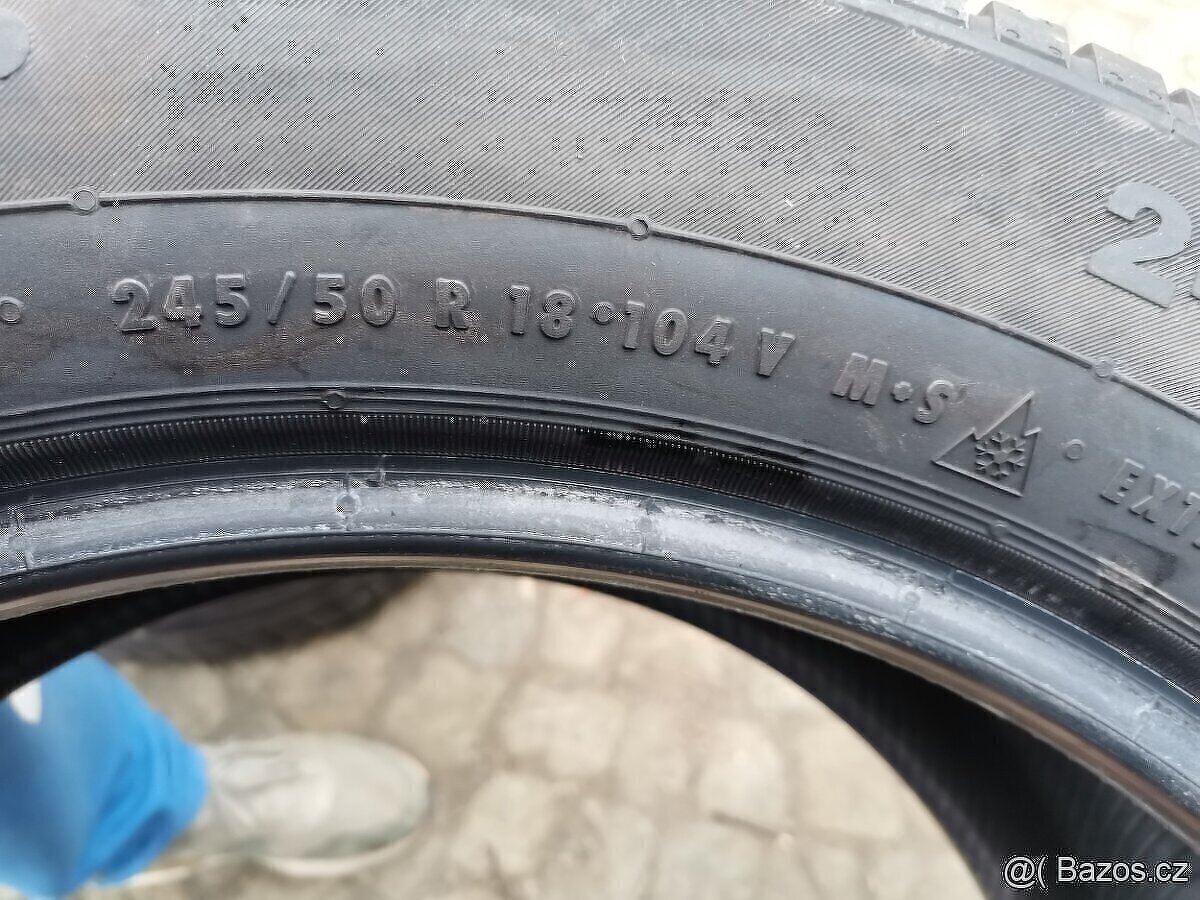 245/50 R 18 • 104 V M+S
@( Bazos.cz